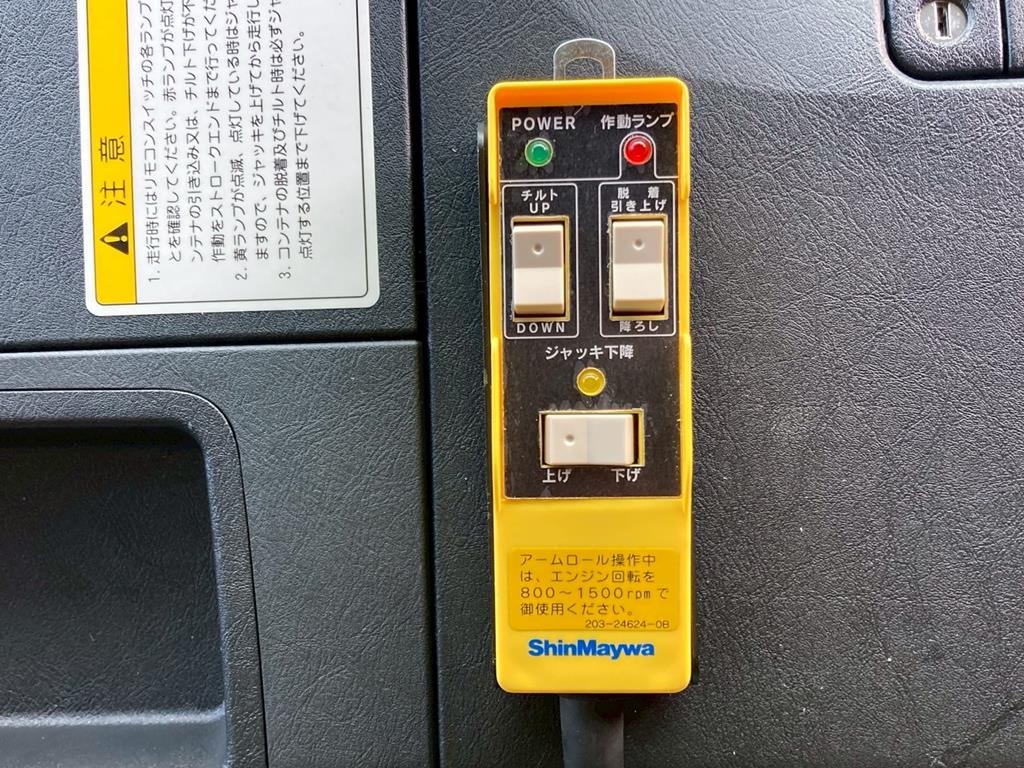 注意
1. 走行時にはリモコンスイッチの各ランプ
とを確認してください。赤ランプが点灯
ンテナの引き込み又は、チルト下げが不
作動をストロークエンドまで行ってくだ
2. 黄ランプが点滅、点灯している時はジャ
ますので、ジャッキを上げてから走行し
3. コンテナの脱着及びチルト時は必ずジャ
点灯する位置まで下げてください。
POWER 作動ランプ
チルト
UP
脱着
引き上げ
DOWN
降ろし
ジャッキ下降
上げ 下げ
アームロール操作中
は、エンジン回転を
800〜1500rpmで
御使用ください。
203-24624-0B
ShinMaywa